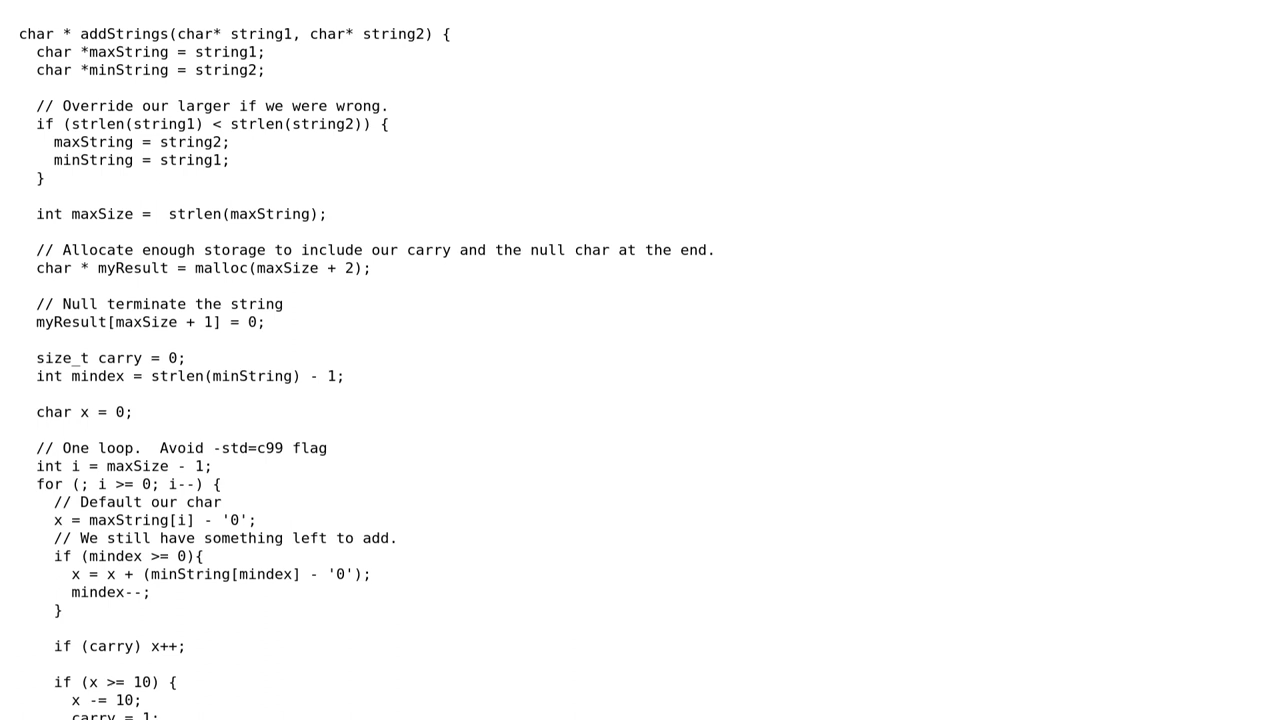 char * addStrings(char* string1, char* string2) {
  char *maxString = string1;
  char *minString = string2;

  // Override our larger if we were wrong.
  if (strlen(string1) < strlen(string2)) {
    maxString = string2;
    minString = string1;
  }

  int maxSize =  strlen(maxString);

  // Allocate enough storage to include our carry and the null char at the end.
  char * myResult = malloc(maxSize + 2);

  // Null terminate the string
  myResult[maxSize + 1] = 0;

  size_t carry = 0;
  int mindex = strlen(minString) - 1;

  char x = 0;

  // One loop.  Avoid -std=c99 flag
  int i = maxSize - 1;
  for (; i >= 0; i--) {
    // Default our char
    x = maxString[i] - '0';
    // We still have something left to add.
    if (mindex >= 0){
      x = x + (minString[mindex] - '0');
      mindex--;
    }

    if (carry) x++;

    if (x >= 10) {
      x -= 10;
      carry = 1;